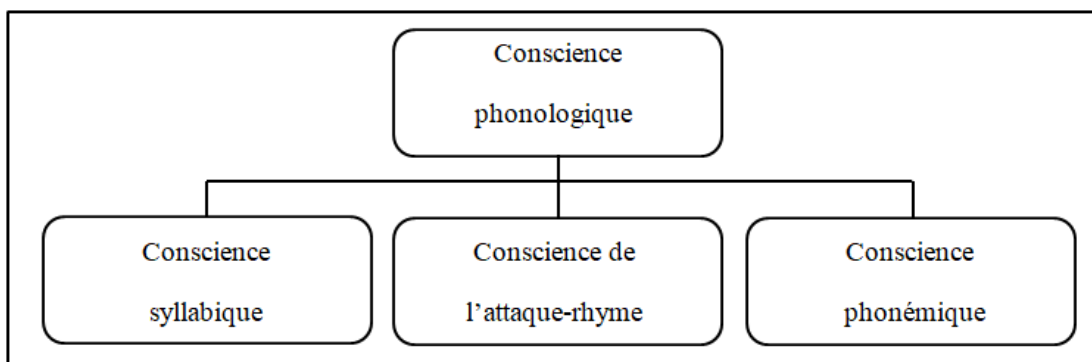 Conscience
phonologique
Conscience
syllabique
Conscience de
l'attaque-rhyme
Conscience
phonémique